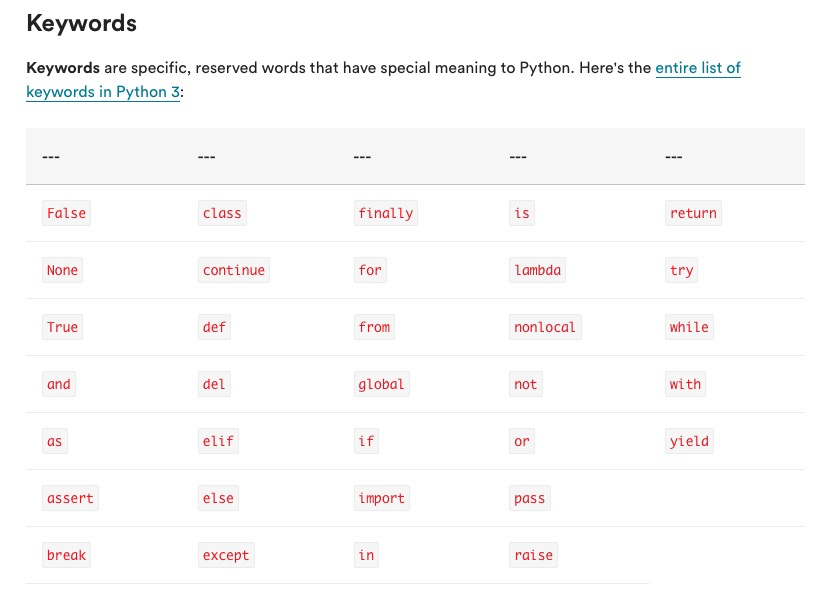 Keywords
Keywords are specific, reserved words that have special meaning to Python. Here's the entire list of
keywords in Python 3:
--- --- --- --- ---
False class finally is return
None continue for lambda try
True def from nonlocal while
and del global not with
as elif if or yield
assert else import pass
break except in raise